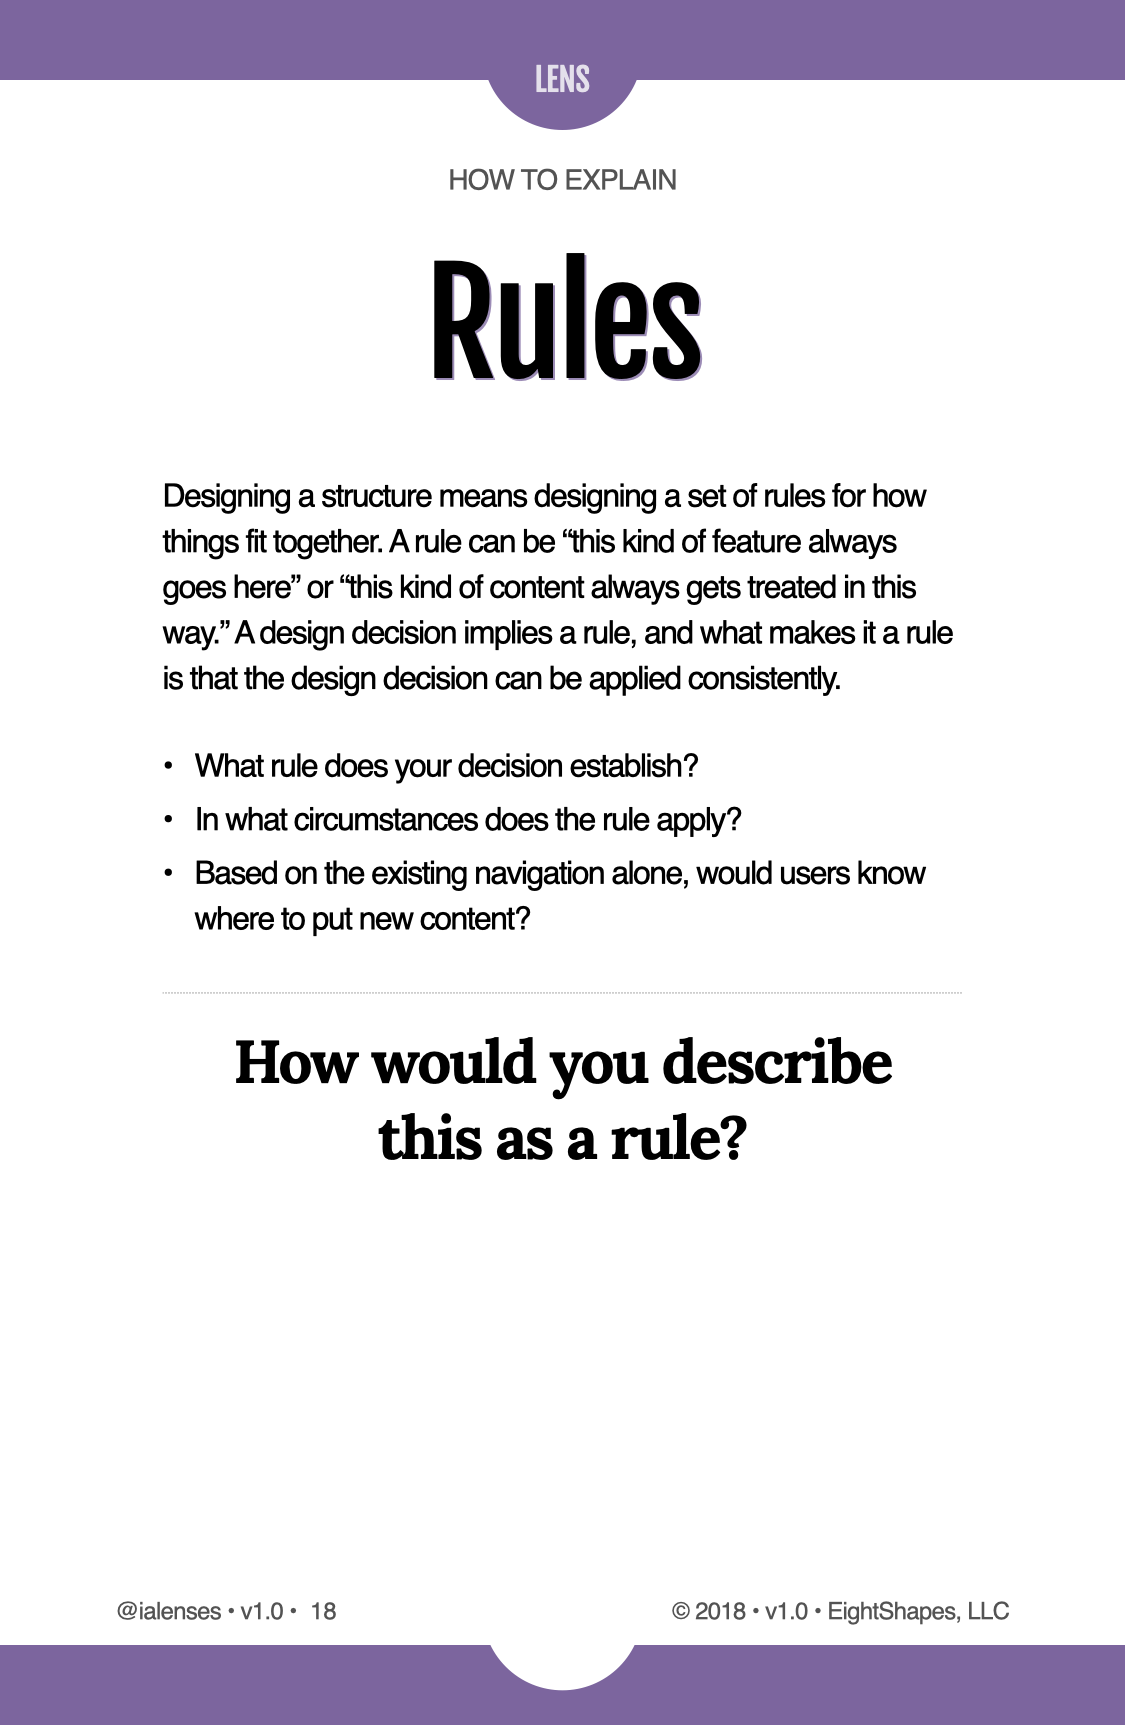 LENS
HOW TO EXPLAIN
Rules
Designing a structure means designing a set of rules for how
things fit together. A rule can be “this kind of feature always
goes here” or “this kind of content always gets treated in this
way.” A design decision implies a rule, and what makes it a rule
is that the design decision can be applied consistently.
• What rule does your decision establish?
• In what circumstances does the rule apply?
• Based on the existing navigation alone, would users know
where to put new content?
How would you describe
this as a rule?
@ialenses • v1.0 • 18
© 2018 • v1.0 • EightShapes, LLC